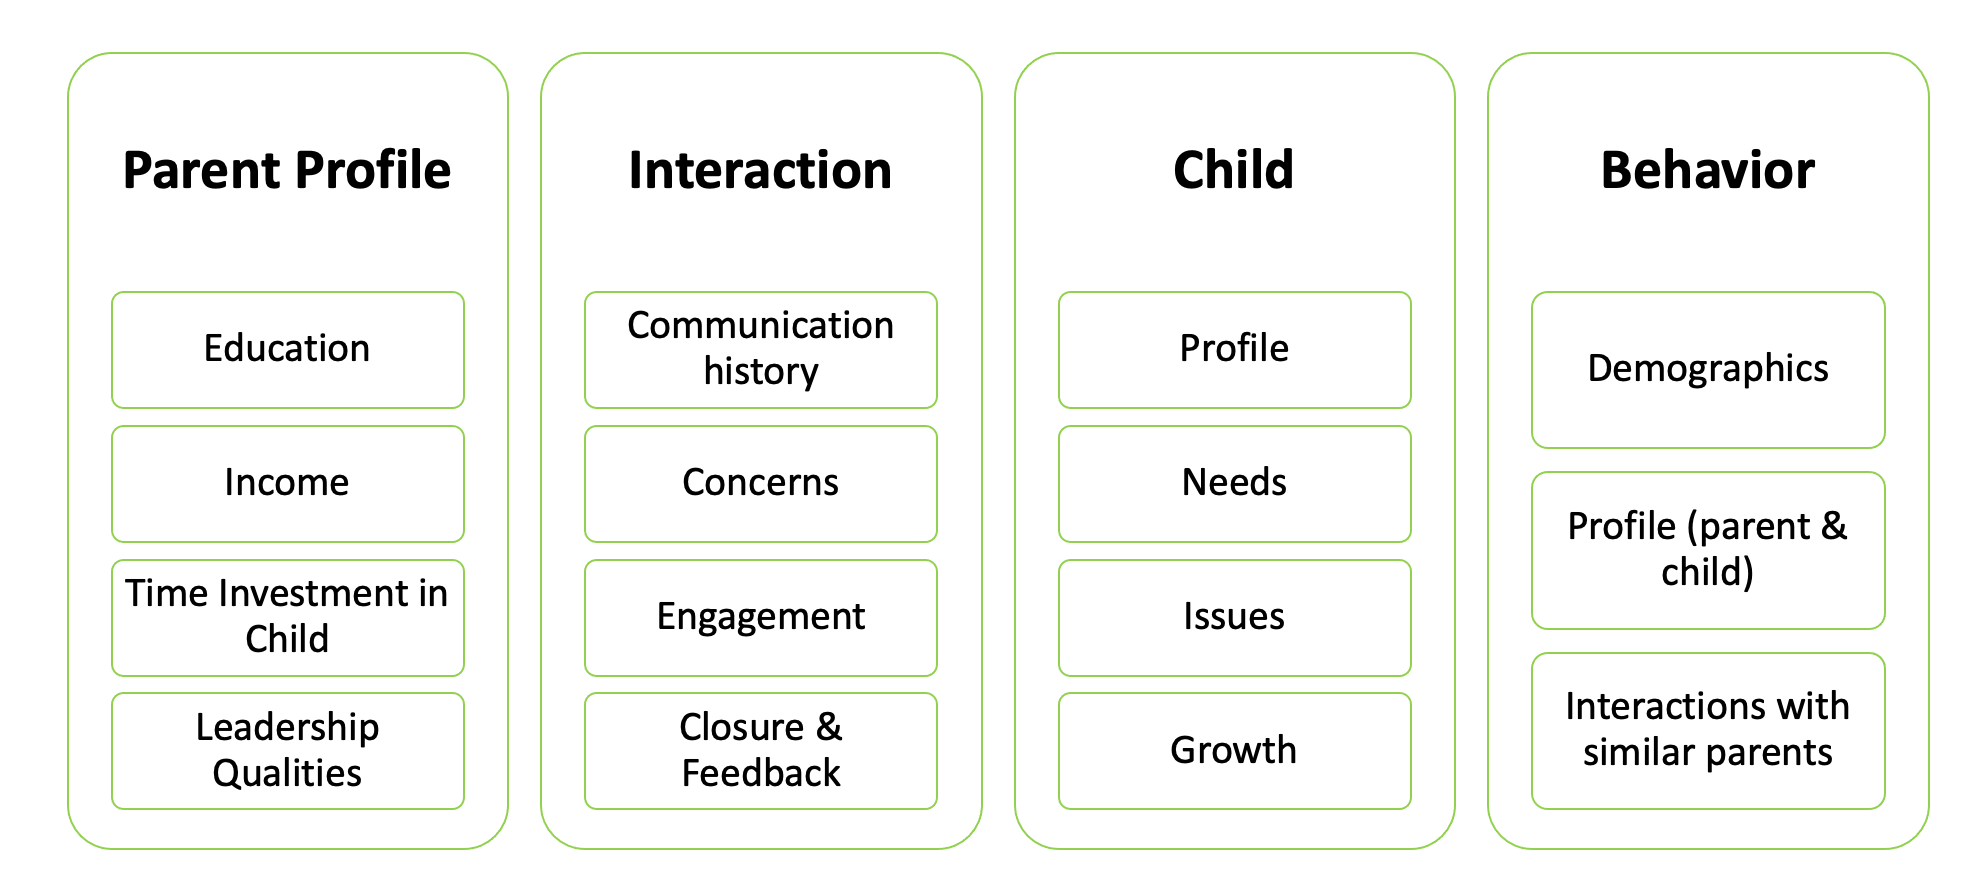 Parent Profile
Education
Income
Time Investment in
Child
Leadership
Qualities
Interaction
Communication
history
Concerns
Engagement
Closure &
Feedback
Child
Profile
Needs
Issues
Growth
Behavior
Demographics
Profile (parent &
child)
Interactions with
similar parents